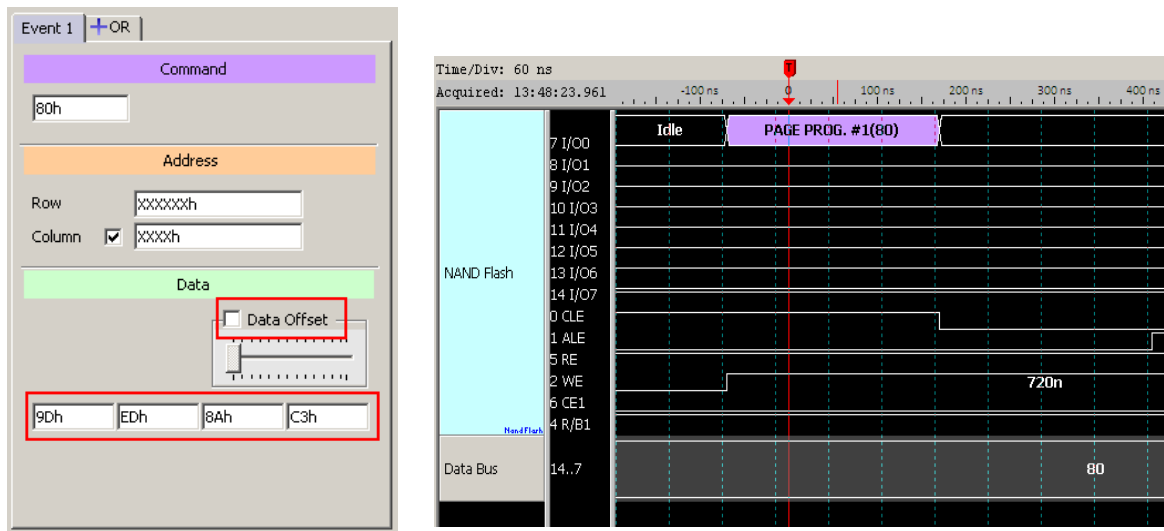 Event 1 +OR
Command
80h
Address
Row XXXXXXh
Column XXXXh
Data
Data Offset
9Dh EDh 8Ah C3h
Time/Div: 60 ns
Acquired: 13:48:23.961 -100 ns 0 100 ns 200 ns 300 ns 400 ns
T
Idle PAGE PROG. #1(80)
7 I/O0
8 I/O1
9 I/O2
10 I/O3
11 I/O4
12 I/O5
NAND Flash 13 I/O6
14 I/O7
0 CLE
1 ALE
5 RE
2 WE 720n
6 CE1
NandFlash 4 R/B1
Data Bus 14..7 80